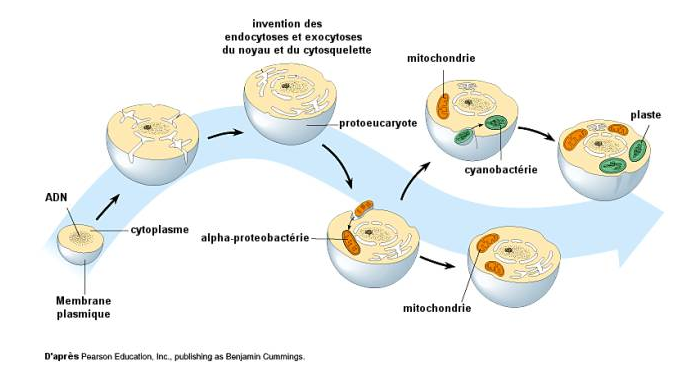 invention des
endocytoses et exocytoses
du noyau et du cytosquelette
mitochondrie
plaste
protoeucaryote
cyanobactérie
ADN
cytoplasme
alpha-proteobactérie
Membrane
plasmique
mitochondrie
D'après Pearson Education, Inc., publishing as Benjamin Cummings.